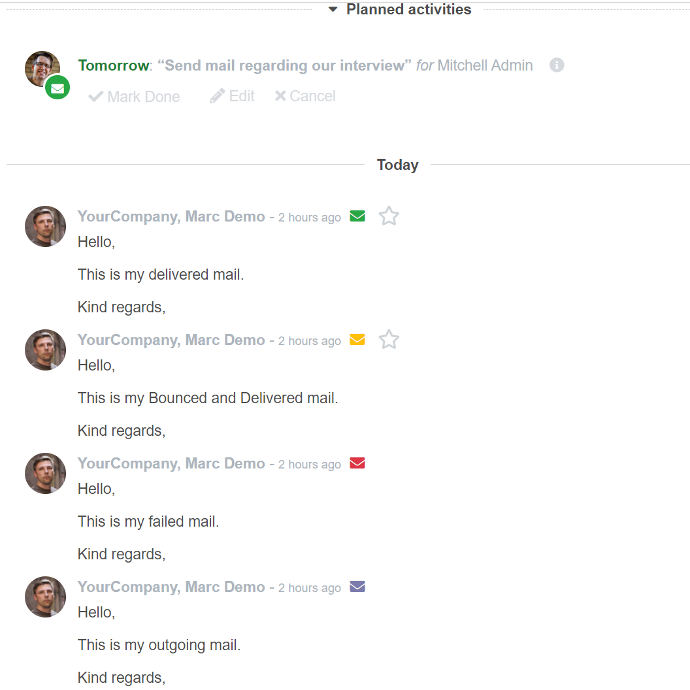 Planned activities
Tomorrow: “Send mail regarding our interview” for Mitchell Admin
Mark Done Edit Cancel
Today
YourCompany, Marc Demo - 2 hours ago
Hello,
This is my delivered mail.
Kind regards,
YourCompany, Marc Demo - 2 hours ago
Hello,
This is my Bounced and Delivered mail.
Kind regards,
YourCompany, Marc Demo - 2 hours ago
Hello,
This is my failed mail.
Kind regards,
YourCompany, Marc Demo - 2 hours ago
Hello,
This is my outgoing mail.
Kind regards,